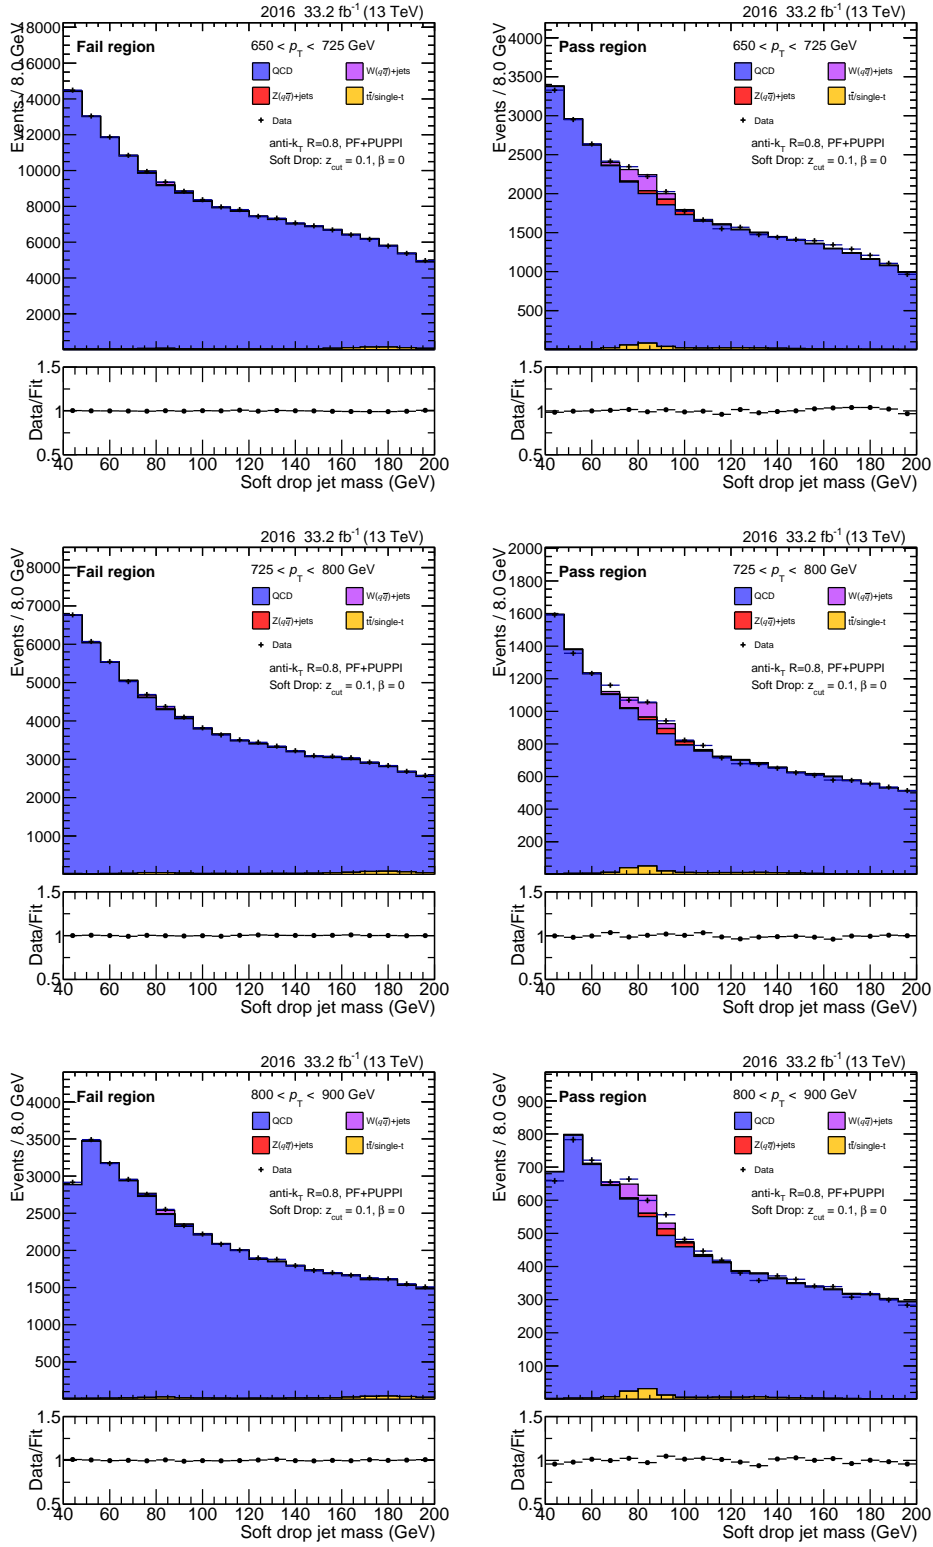 2016 33.2 fb-1 (13 TeV)
Events / 8.0 GeV
Fail region
650 < pT < 725 GeV
QCD
W(qq̄)+jets
Z(qq̄)+jets
tt̄/single-t
Data
anti-kT R=0.8, PF+PUPPI
Soft Drop: zcut = 0.1, β = 0
18000
16000
14000
12000
10000
8000
6000
4000
2000
Data/Fit
1.5
1
0.5
40 60 80 100 120 140 160 180 200
Soft drop jet mass (GeV)
2016 33.2 fb-1 (13 TeV)
Events / 8.0 GeV
Pass region
650 < pT < 725 GeV
QCD
W(qq̄)+jets
Z(qq̄)+jets
tt̄/single-t
Data
anti-kT R=0.8, PF+PUPPI
Soft Drop: zcut = 0.1, β = 0
4000
3500
3000
2500
2000
1500
1000
500
Data/Fit
1.5
1
0.5
40 60 80 100 120 140 160 180 200
Soft drop jet mass (GeV)
2016 33.2 fb-1 (13 TeV)
Events / 8.0 GeV
Fail region
725 < pT < 800 GeV
QCD
W(qq̄)+jets
Z(qq̄)+jets
tt̄/single-t
Data
anti-kT R=0.8, PF+PUPPI
Soft Drop: zcut = 0.1, β = 0
8000
7000
6000
5000
4000
3000
2000
1000
Data/Fit
1.5
1
0.5
40 60 80 100 120 140 160 180 200
Soft drop jet mass (GeV)
2016 33.2 fb-1 (13 TeV)
Events / 8.0 GeV
Pass region
725 < pT < 800 GeV
QCD
W(qq̄)+jets
Z(qq̄)+jets
tt̄/single-t
Data
anti-kT R=0.8, PF+PUPPI
Soft Drop: zcut = 0.1, β = 0
2000
1800
1600
1400
1200
1000
800
600
400
200
Data/Fit
1.5
1
0.5
40 60 80 100 120 140 160 180 200
Soft drop jet mass (GeV)
2016 33.2 fb-1 (13 TeV)
Events / 8.0 GeV
Fail region
800 < pT < 900 GeV
QCD
W(qq̄)+jets
Z(qq̄)+jets
tt̄/single-t
Data
anti-kT R=0.8, PF+PUPPI
Soft Drop: zcut = 0.1, β = 0
4000
3500
3000
2500
2000
1500
1000
500
Data/Fit
1.5
1
0.5
40 60 80 100 120 140 160 180 200
Soft drop jet mass (GeV)
2016 33.2 fb-1 (13 TeV)
Events / 8.0 GeV
Pass region
800 < pT < 900 GeV
QCD
W(qq̄)+jets
Z(qq̄)+jets
tt̄/single-t
Data
anti-kT R=0.8, PF+PUPPI
Soft Drop: zcut = 0.1, β = 0
900
800
700
600
500
400
300
200
100
Data/Fit
1.5
1
0.5
40 60 80 100 120 140 160 180 200
Soft drop jet mass (GeV)